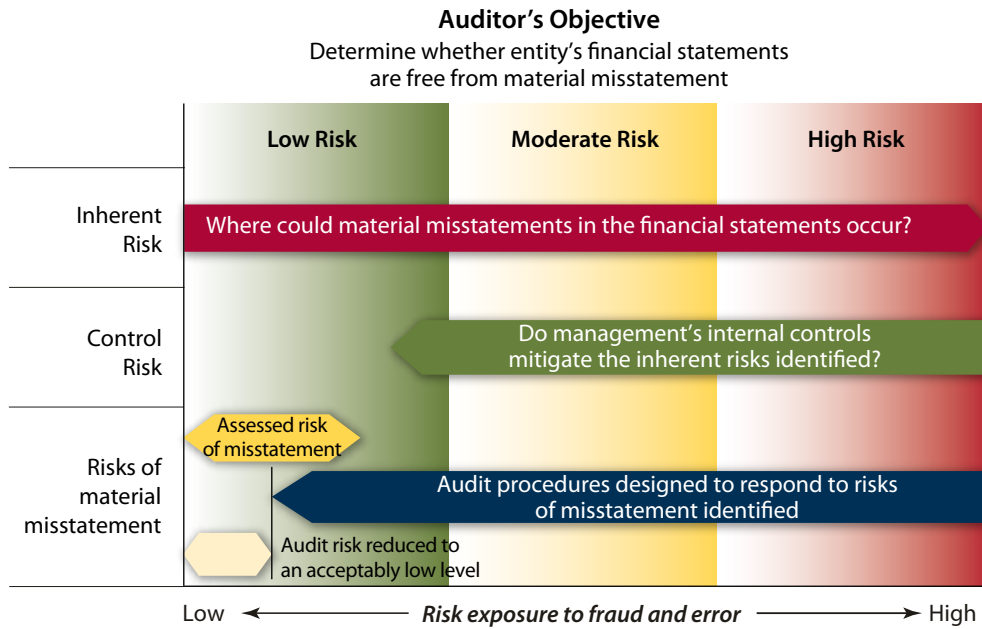 Auditor's Objective
Determine whether entity's financial statements
are free from material misstatement
Low Risk
Moderate Risk
High Risk
Inherent
Risk
Where could material misstatements in the financial statements occur?
Control
Risk
Do management's internal controls
mitigate the inherent risks identified?
Risks of
material
misstatement
Assessed risk
of misstatement
Audit procedures designed to respond to risks
of misstatement identified
Audit risk reduced to
an acceptably low level
Low
Risk exposure to fraud and error
High